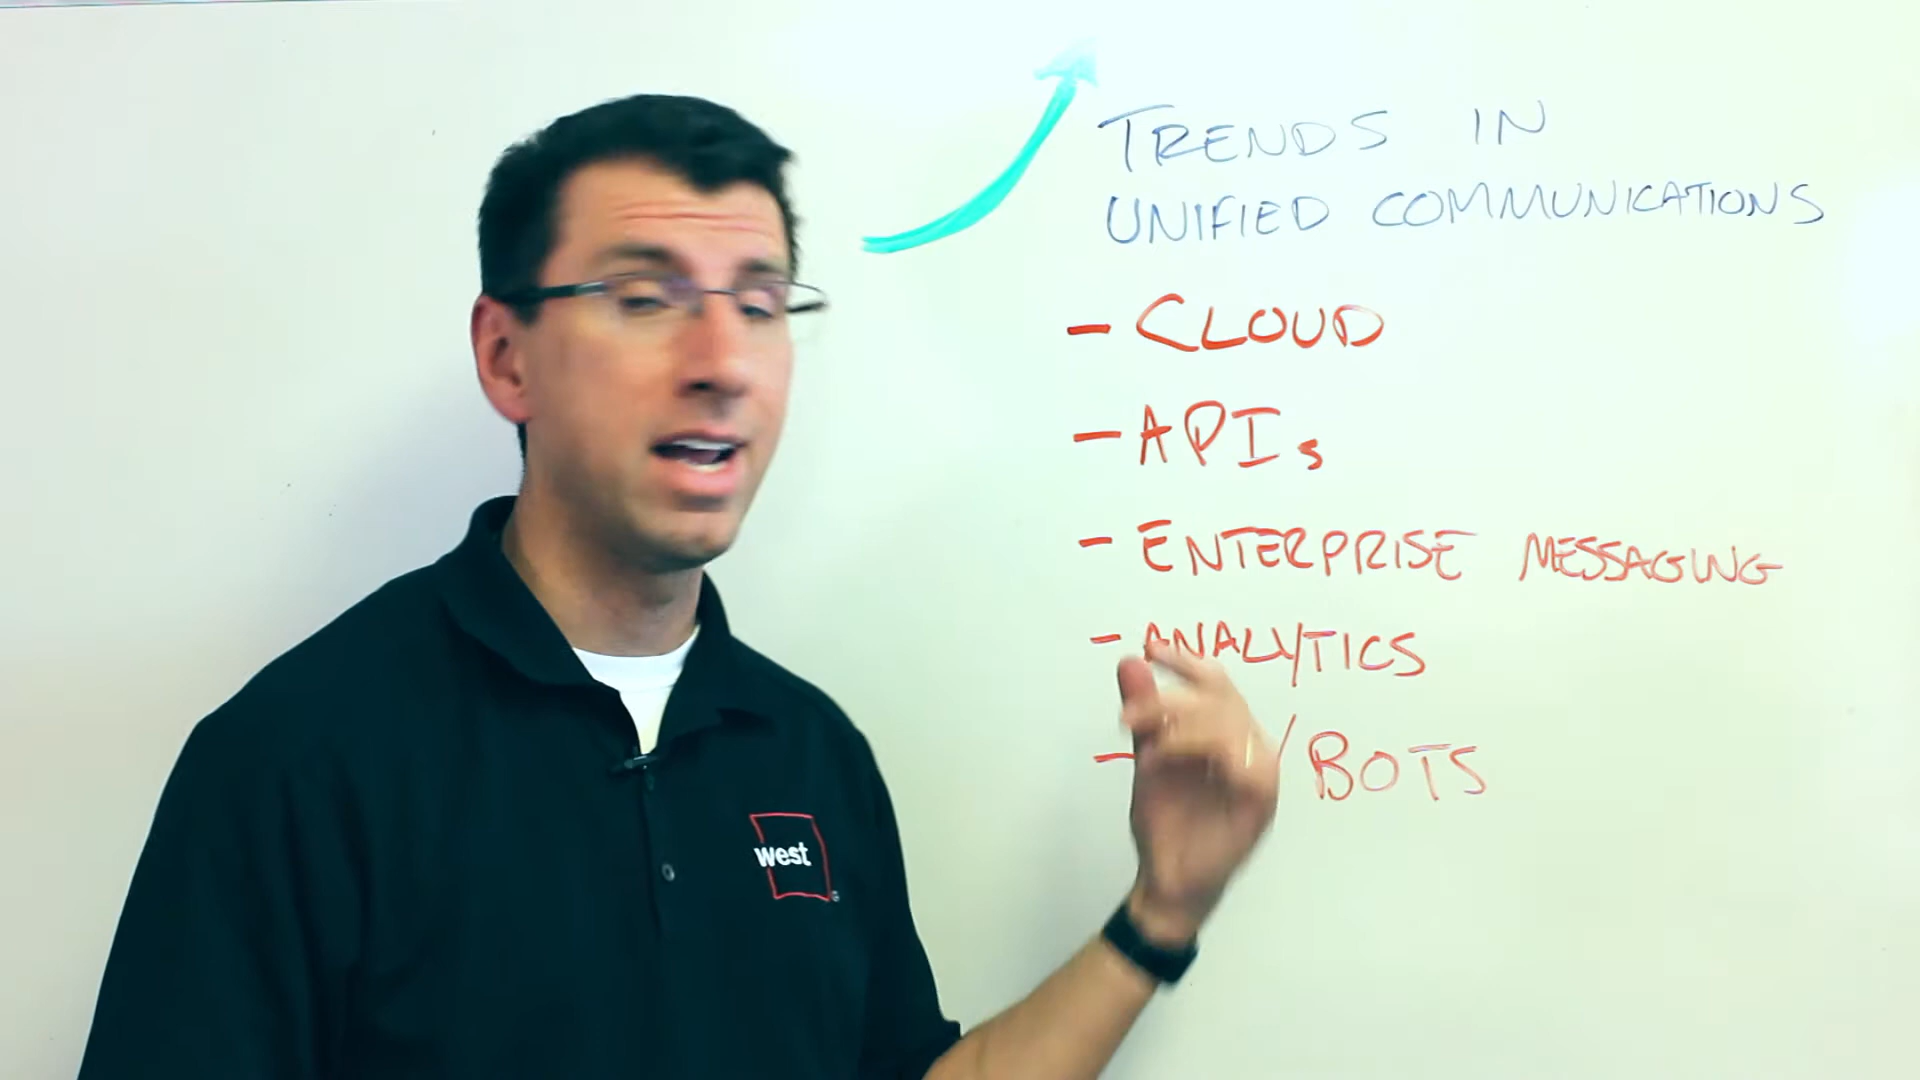 TRENDS IN
UNIFIED COMMUNICATIONS
- CLOUD
- APIs
- ENTERPRISE MESSAGING
- ANALYTICS
- / BOTS
west